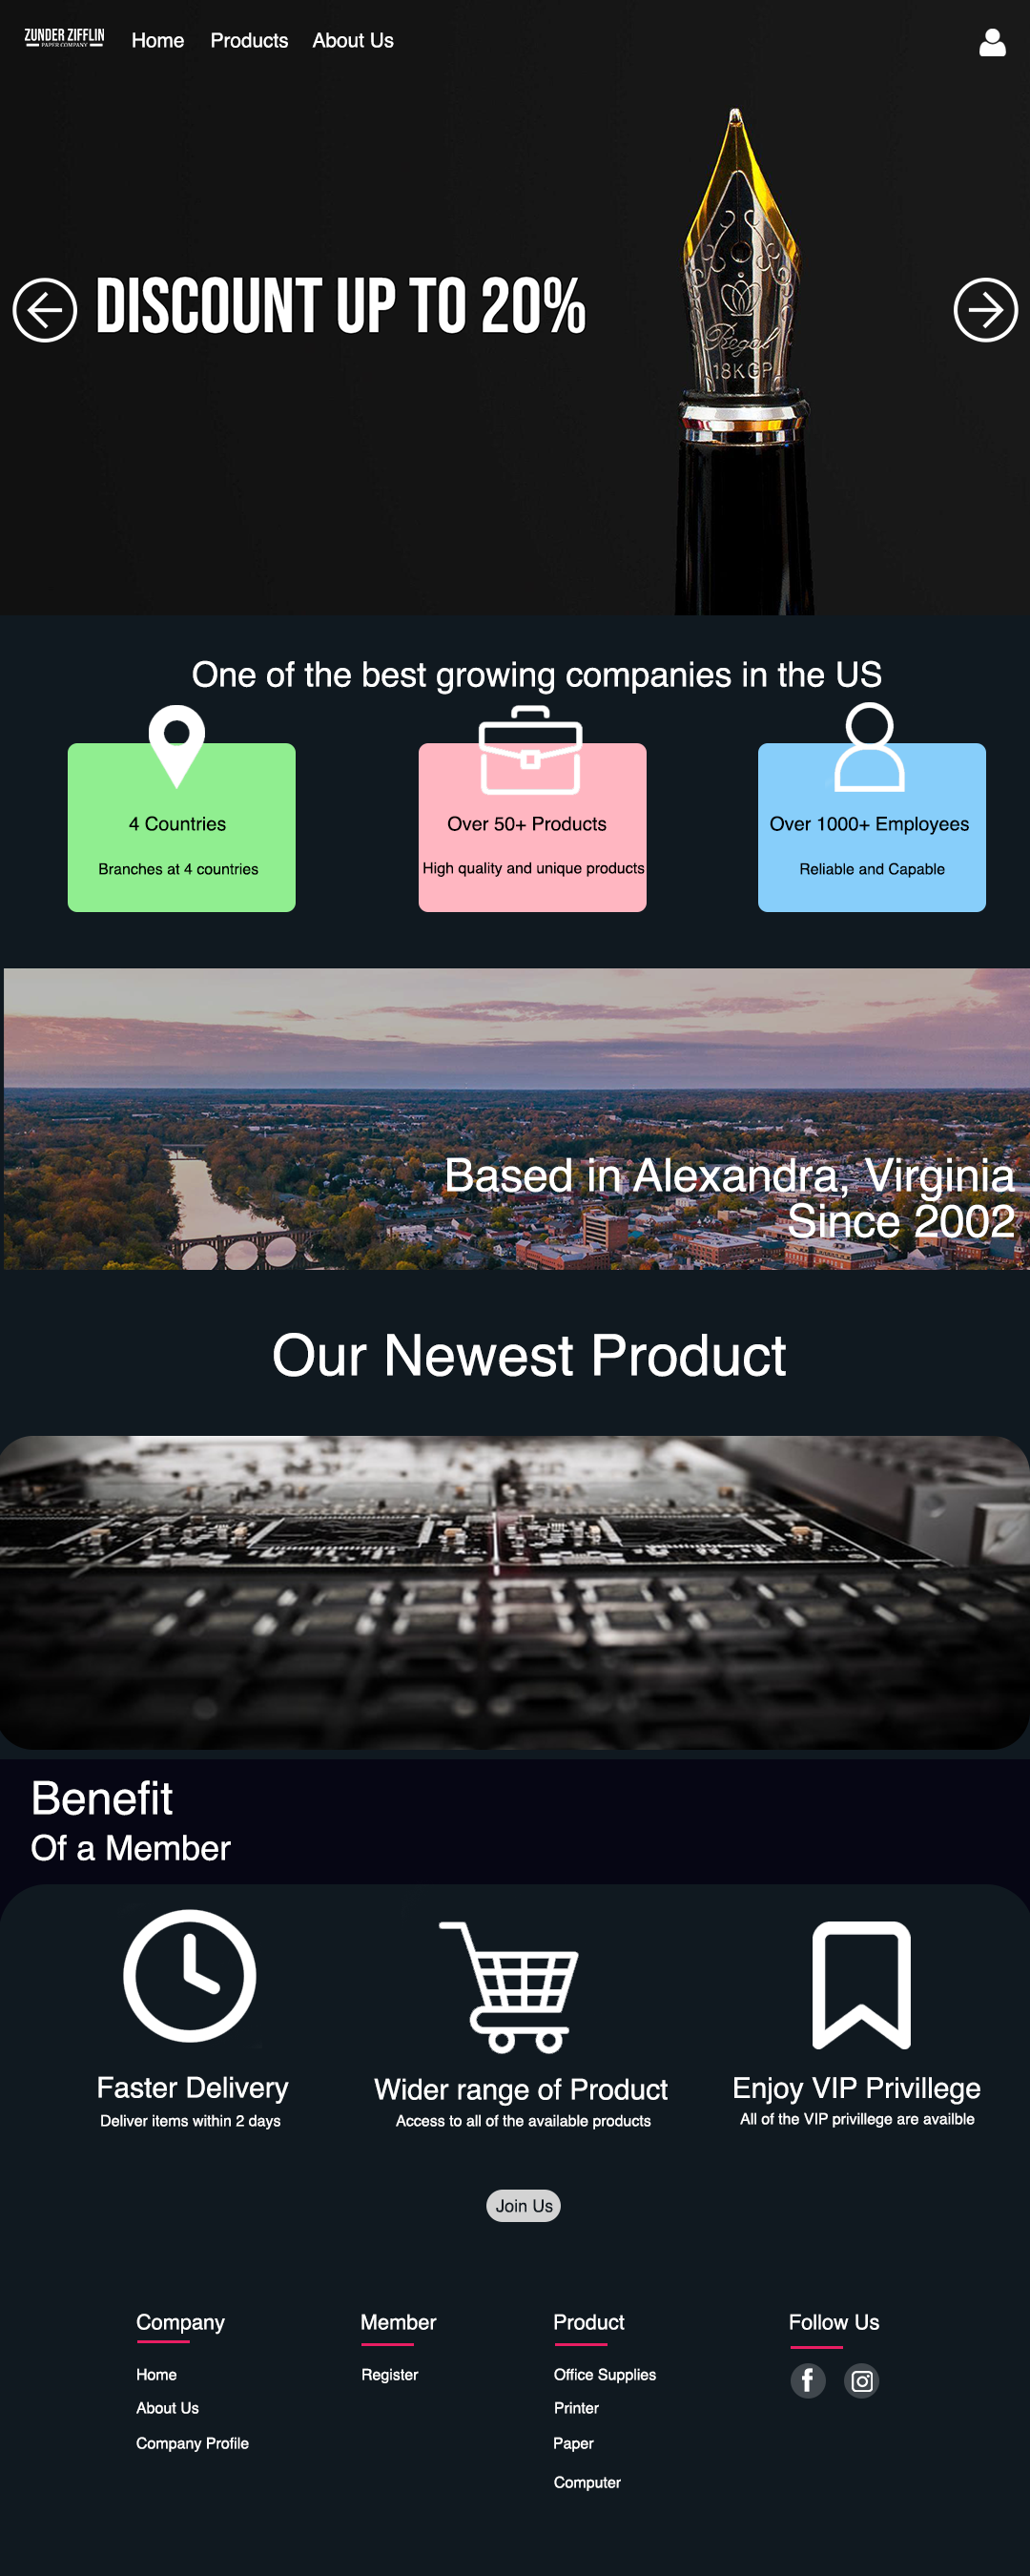 ZUNDER ZIFFLIN
PAPER COMPANY
Home Products About Us
DISCOUNT UP TO 20%
Regal
18KGP
One of the best growing companies in the US
4 Countries
Branches at 4 countries
Over 50+ Products
High quality and unique products
Over 1000+ Employees
Reliable and Capable
Based in Alexandra, Virginia
Since 2002
Our Newest Product
Benefit
Of a Member
Faster Delivery
Deliver items within 2 days
Wider range of Product
Access to all of the available products
Enjoy VIP Privillege
All of the VIP privillege are availble
Join Us
Company
Home
About Us
Company Profile
Member
Register
Product
Office Supplies
Printer
Paper
Computer
Follow Us